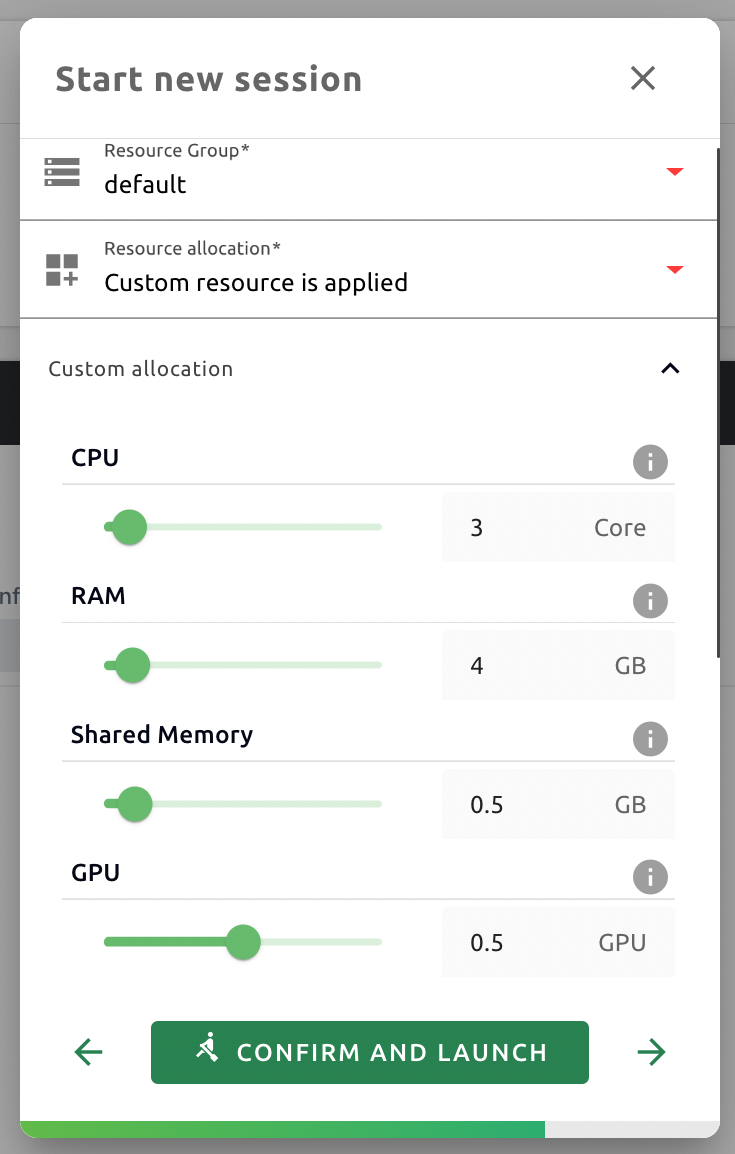 Start new session
Resource Group*
default
Resource allocation*
Custom resource is applied
Custom allocation
CPU
3 Core
RAM
4 GB
Shared Memory
0.5 GB
GPU
0.5 GPU
CONFIRM AND LAUNCH
nf